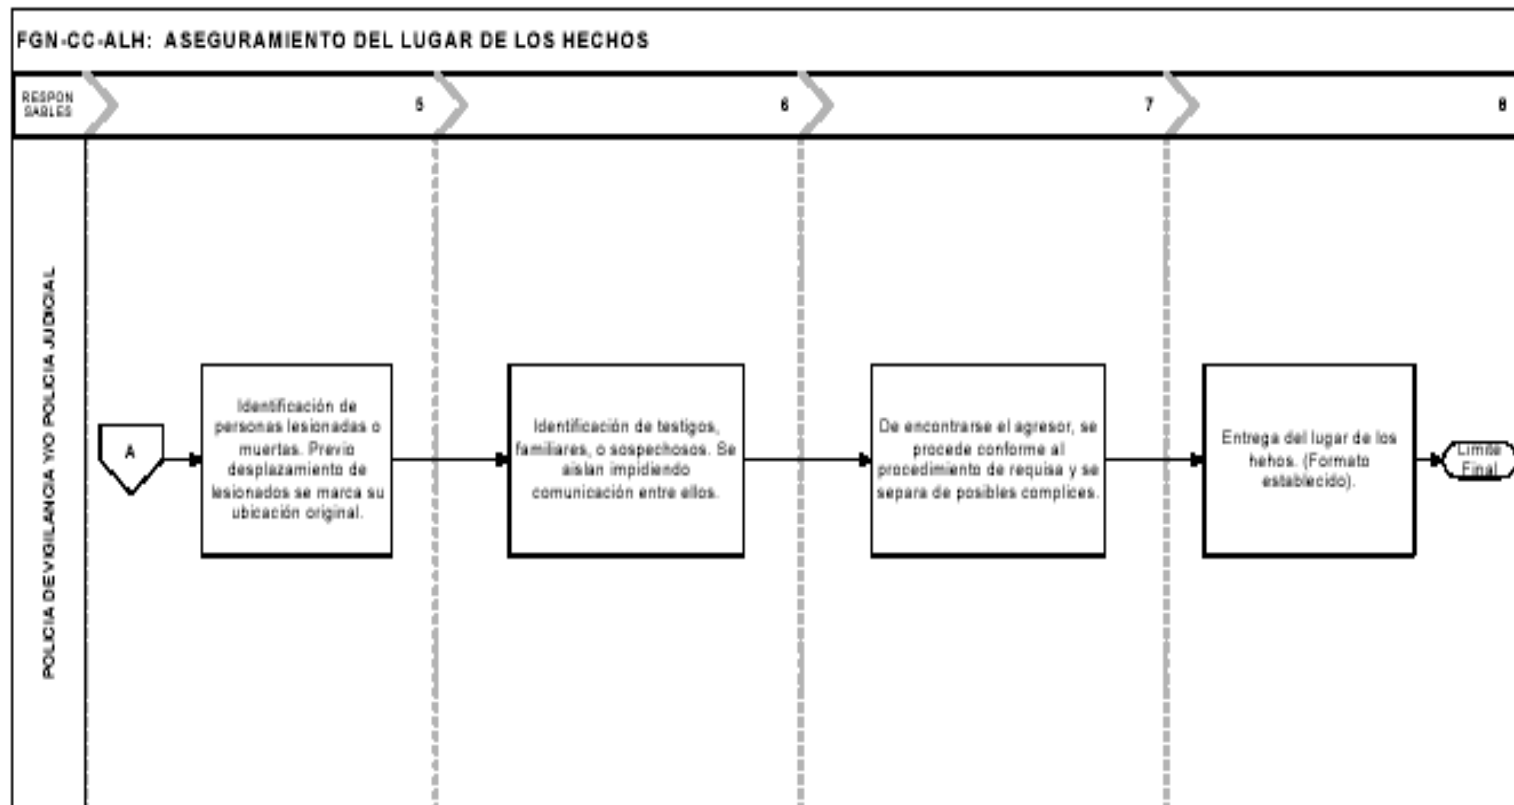 FGN-CC-ALH: ASEGURAMIENTO DEL LUGAR DE LOS HECHOS
RESPON
SABLES
5
6
7
8
POLICIA DE VIGILANCIA Y/O POLICIA JUDICIAL
A
Identificación de
personas lesionadas o
muertas. Previo
desplazamiento de
lesionados se marca su
ubicación original.
Identificación de testigos,
familiares, o sospechosos. Se
aislan impidiendo
comunicación entre ellos.
De encontrarse el agresor, se
procede conforme al
procedimiento de requisa y se
separa de posibles complices.
Entrega del lugar de los
hehos. (Formato
establecido).
Limite
Final